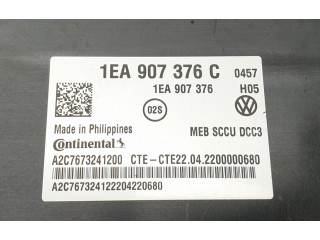 1EA 907 376 C 0457
1EA 907 376 H05
02S
Made in Philippines
MEB SCCU DCC3
Continental
A2C7673241200 CTE-CTE22.04.2200000680
A2C767324122204220680